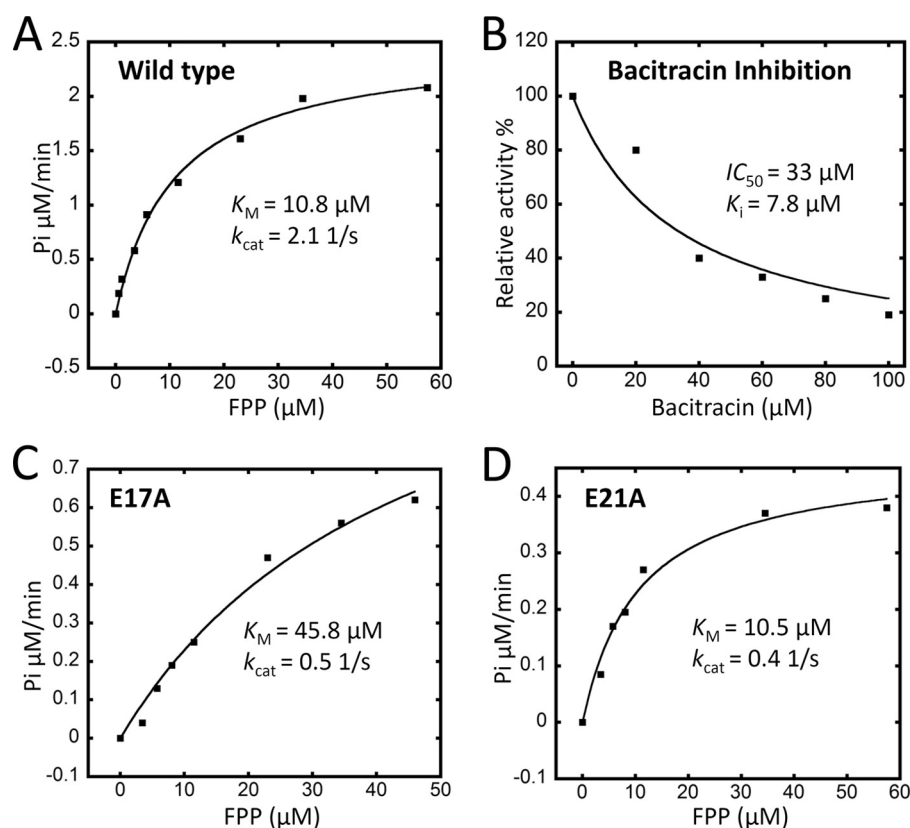 A
Wild type
2.5
2
1.5
1
0.5
0
-0.5
Pi µM/min
K_M = 10.8 µM
k_cat = 2.1 1/s
0 10 20 30 40 50 60
FPP (µM)
B
Bacitracin Inhibition
120
100
80
60
40
20
0
Relative activity %
IC_50 = 33 µM
K_i = 7.8 µM
0 20 40 60 80 100
Bacitracin (µM)
C
E17A
0.7
0.6
0.5
0.4
0.3
0.2
0.1
0
-0.1
Pi µM/min
K_M = 45.8 µM
k_cat = 0.5 1/s
0 10 20 30 40 50
FPP (µM)
D
E21A
0.4
0.3
0.2
0.1
0
-0.1
Pi µM/min
K_M = 10.5 µM
k_cat = 0.4 1/s
0 10 20 30 40 50 60
FPP (µM)